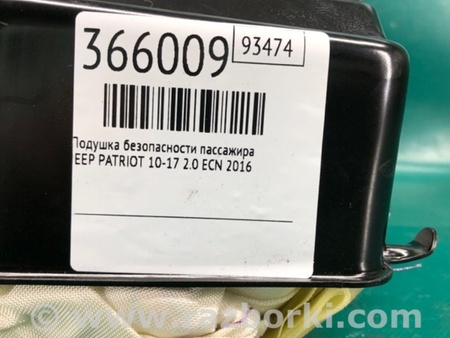 366009 93474
Подушка безопасности пассажира
EEP PATRIOT 10-17 2.0 ECN 2016
www.razborki.com